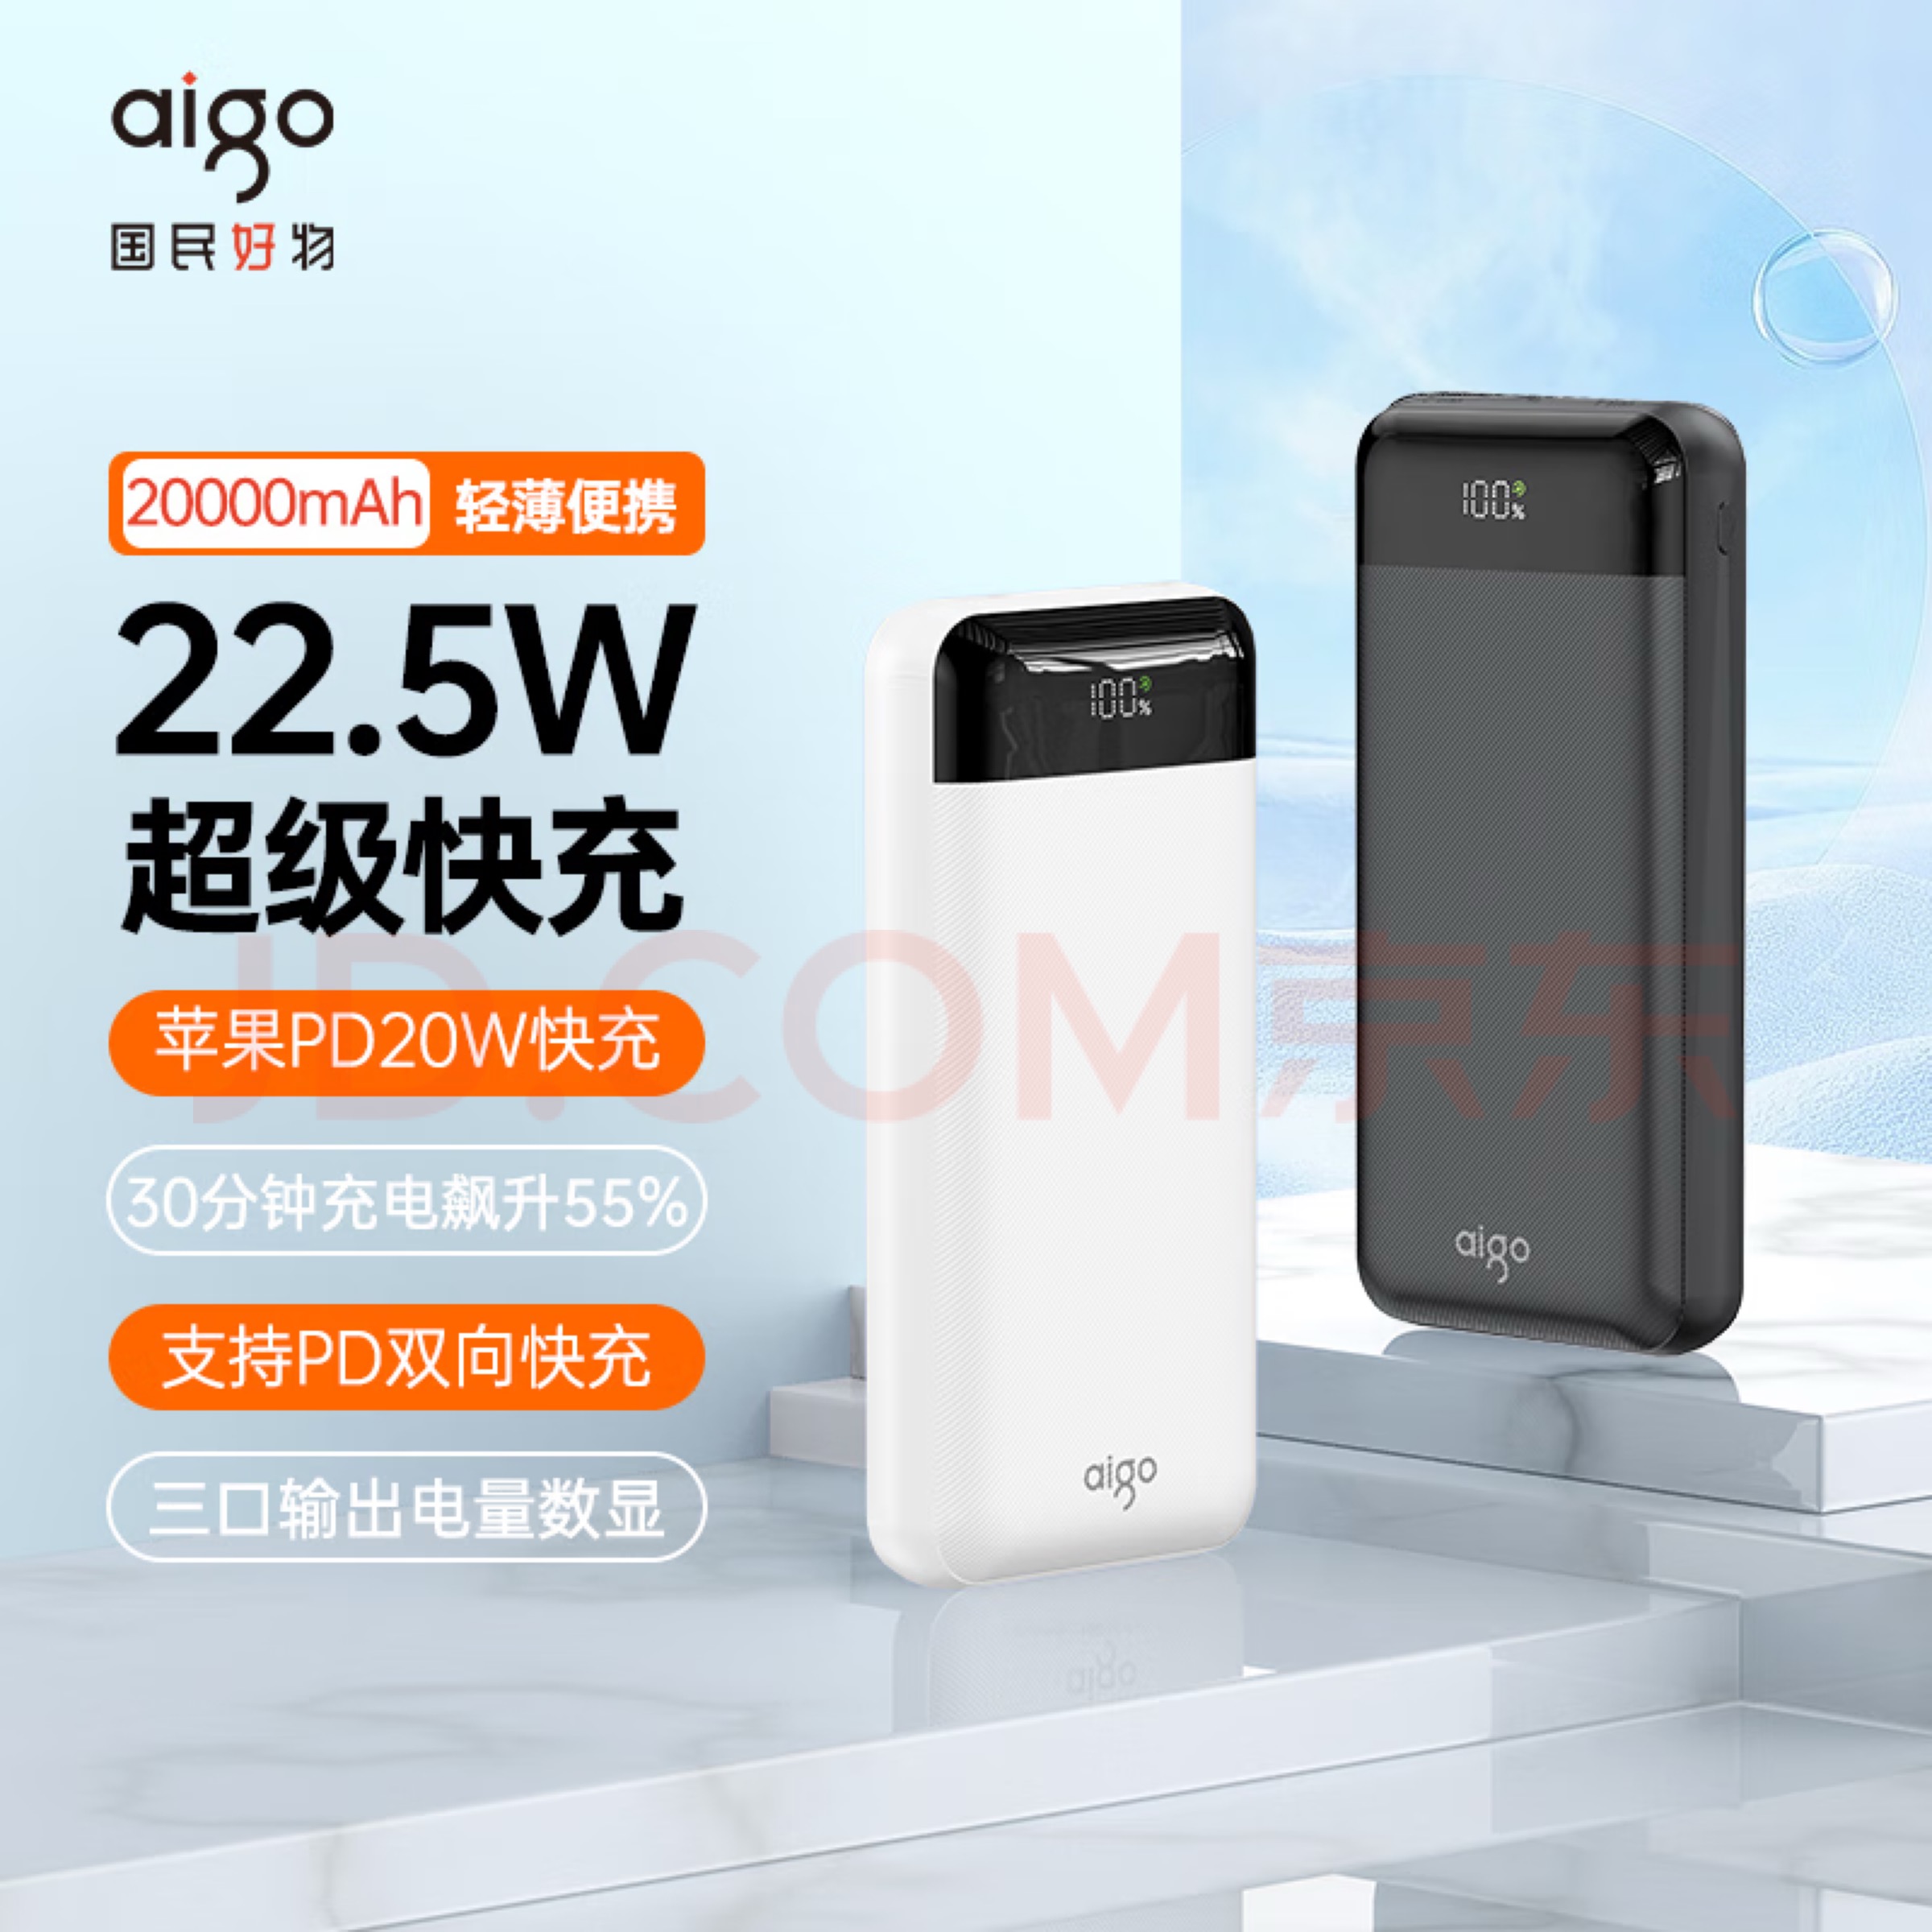 aigo
国民好物
20000mAh 轻薄便携
22.5W
超级快充
苹果PD20W快充
30分钟充电飙升55%
支持PD双向快充
三口输出电量数显
100%
aigo
100%
aigo
JD.COM京东